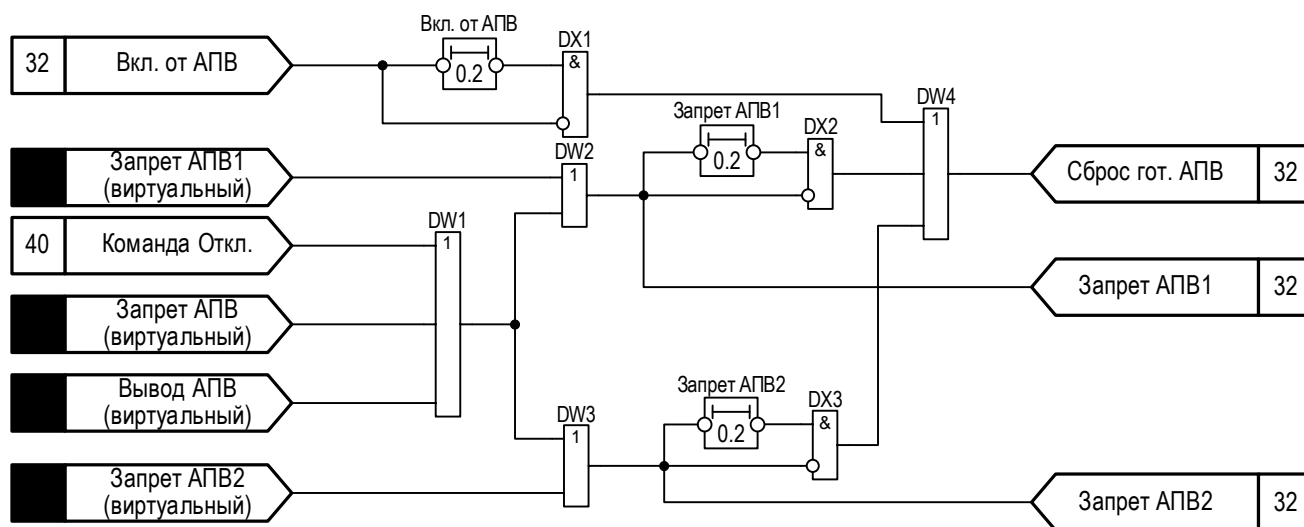 Вкл. от АПВ
DX1
32
Вкл. от АПВ
0.2
&
Запрет АПВ1
DX2
DW4
1
Запрет АПВ1
(виртуальный)
DW2
1
0.2
&
Сброс гот. АПВ
32
40
Команда Откл.
DW1
1
Запрет АПВ1
32
Запрет АПВ
(виртуальный)
Вывод АПВ
(виртуальный)
Запрет АПВ2
DX3
DW3
1
0.2
&
Запрет АПВ2
(виртуальный)
Запрет АПВ2
32